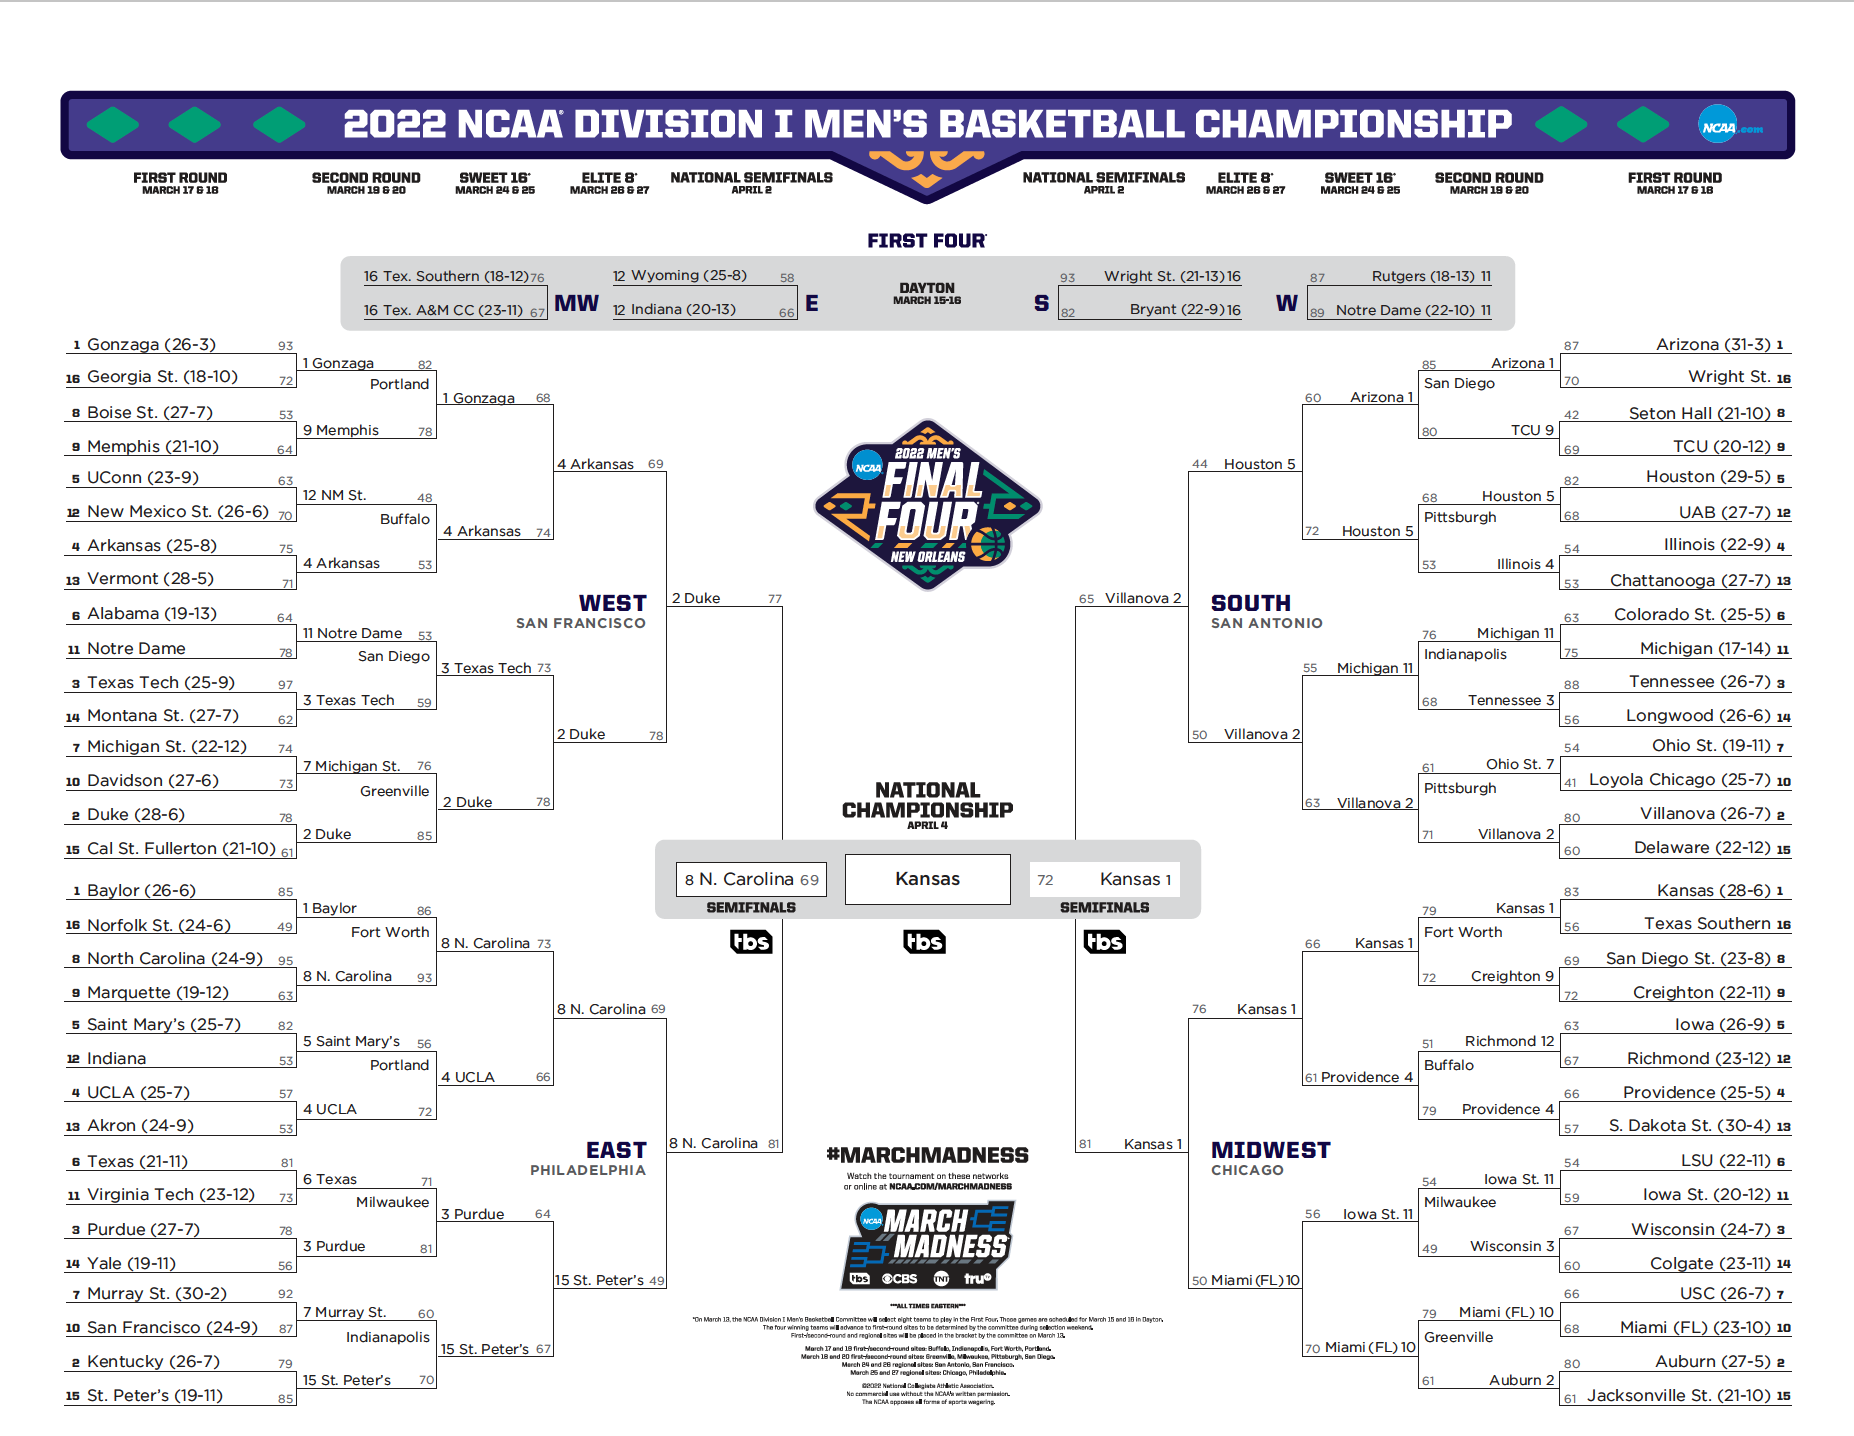 2022 NCAA® DIVISION I MEN'S BASKETBALL CHAMPIONSHIP
NCAA.com
FIRST ROUND
MARCH 17 & 18
SECOND ROUND
MARCH 19 & 20
SWEET 16*
MARCH 24 & 25
ELITE 8*
MARCH 26 & 27
NATIONAL SEMIFINALS
APRIL 2
NATIONAL SEMIFINALS
APRIL 2
ELITE 8*
MARCH 26 & 27
SWEET 16*
MARCH 24 & 25
SECOND ROUND
MARCH 19 & 20
FIRST ROUND
MARCH 17 & 18
FIRST FOUR
16 Tex. Southern (18-12) 76
16 Tex. A&M CC (23-11) 67
MW
12 Wyoming (25-8) 58
12 Indiana (20-13) 66
E
DAYTON
MARCH 15-16
S
93 Wright St. (21-13) 16
82 Bryant (22-9) 16
W
87 Rutgers (18-13) 11
89 Notre Dame (22-10) 11
1 Gonzaga (26-3) 93
16 Georgia St. (18-10) 72
8 Boise St. (27-7) 53
9 Memphis (21-10) 64
5 UConn (23-9) 63
12 New Mexico St. (26-6) 70
4 Arkansas (25-8) 75
13 Vermont (28-5) 71
6 Alabama (19-13) 64
11 Notre Dame 78
3 Texas Tech (25-9) 97
14 Montana St. (27-7) 62
7 Michigan St. (22-12) 74
10 Davidson (27-6) 73
2 Duke (28-6) 78
15 Cal St. Fullerton (21-10) 61
1 Gonzaga 82
Portland
9 Memphis 78
12 NM St. 48
Buffalo
4 Arkansas 53
11 Notre Dame 53
San Diego
3 Texas Tech 59
7 Michigan St. 76
Greenville
2 Duke 85
1 Gonzaga 68
4 Arkansas 74
3 Texas Tech 73
2 Duke 78
4 Arkansas 69
2 Duke 78
WEST
SAN FRANCISCO
2 Duke 77
1 Baylor (26-6) 85
16 Norfolk St. (24-6) 49
8 North Carolina (24-9) 95
9 Marquette (19-12) 63
5 Saint Mary's (25-7) 82
12 Indiana 53
4 UCLA (25-7) 57
13 Akron (24-9) 53
6 Texas (21-11) 81
11 Virginia Tech (23-12) 73
3 Purdue (27-7) 78
14 Yale (19-11) 56
7 Murray St. (30-2) 92
10 San Francisco (24-9) 87
2 Kentucky (26-7) 79
15 St. Peter's (19-11) 85
1 Baylor 86
Fort Worth
8 N. Carolina 93
5 Saint Mary's 56
Portland
4 UCLA 72
6 Texas 71
Milwaukee
3 Purdue 81
7 Murray St. 60
Indianapolis
15 St. Peter's 70
8 N. Carolina 73
4 UCLA 66
3 Purdue 64
15 St. Peter's 67
8 N. Carolina 69
15 St. Peter's 49
EAST
PHILADELPHIA
8 N. Carolina 81
NCAA
2022 MEN'S
FINAL
FOUR
NEW ORLEANS
NATIONAL
CHAMPIONSHIP
APRIL 4
8 N. Carolina 69
Kansas
72 Kansas 1
SEMIFINALS
SEMIFINALS
tbs
tbs
tbs
65 Villanova 2
SOUTH
SAN ANTONIO
44 Houston 5
50 Villanova 2
60 Arizona 1
72 Houston 5
55 Michigan 11
63 Villanova 2
85 Arizona 1
San Diego
80 TCU 9
68 Houston 5
Pittsburgh
53 Illinois 4
76 Michigan 11
Indianapolis
68 Tennessee 3
61 Ohio St. 7
Pittsburgh
71 Villanova 2
87 Arizona (31-3) 1
70 Wright St. 16
42 Seton Hall (21-10) 8
69 TCU (20-12) 9
82 Houston (29-5) 5
68 UAB (27-7) 12
54 Illinois (22-9) 4
53 Chattanooga (27-7) 13
63 Colorado St. (25-5) 6
75 Michigan (17-14) 11
88 Tennessee (26-7) 3
56 Longwood (26-6) 14
54 Ohio St. (19-11) 7
41 Loyola Chicago (25-7) 10
80 Villanova (26-7) 2
60 Delaware (22-12) 15
81 Kansas 1
MIDWEST
CHICAGO
76 Kansas 1
50 Miami (FL) 10
66 Kansas 1
61 Providence 4
56 Iowa St. 11
70 Miami (FL) 10
79 Kansas 1
Fort Worth
72 Creighton 9
51 Richmond 12
Buffalo
79 Providence 4
54 Iowa St. 11
Milwaukee
49 Wisconsin 3
79 Miami (FL) 10
Greenville
61 Auburn 2
83 Kansas (28-6) 1
56 Texas Southern 16
69 San Diego St. (23-8) 8
72 Creighton (22-11) 9
63 Iowa (26-9) 5
67 Richmond (23-12) 12
66 Providence (25-5) 4
57 S. Dakota St. (30-4) 13
54 LSU (22-11) 6
59 Iowa St. (20-12) 11
67 Wisconsin (24-7) 3
60 Colgate (23-11) 14
66 USC (26-7) 7
68 Miami (FL) (23-10) 10
80 Auburn (27-5) 2
61 Jacksonville St. (21-10) 15
#MARCHMADNESS
Watch the tournament on these networks
or online at NCAA.COM/MARCHMADNESS
NCAA
MARCH
MADNESS
tbs CBS TNT truTV
***ALL TIMES EASTERN***
*On March 13, the NCAA Division I Men's Basketball Committee will select eight teams to play in the First Four. Those games are scheduled for March 15 and 16 in Dayton.
The four winning teams will advance to first-round sites to be determined by the committee during selection weekend.
First-/second-round and regional sites will be placed in the bracket by the committee on March 13.
March 17 and 19 first-/second-round sites: Buffalo, Indianapolis, Fort Worth, Portland.
March 18 and 20 first-/second-round sites: Greenville, Milwaukee, Pittsburgh, San Diego.
March 24 and 26 regional sites: San Antonio, San Francisco.
March 25 and 27 regional sites: Chicago, Philadelphia.
©2022 National Collegiate Athletic Association.
No commercial use without the NCAA's written permission.
The NCAA opposes all forms of sports wagering.